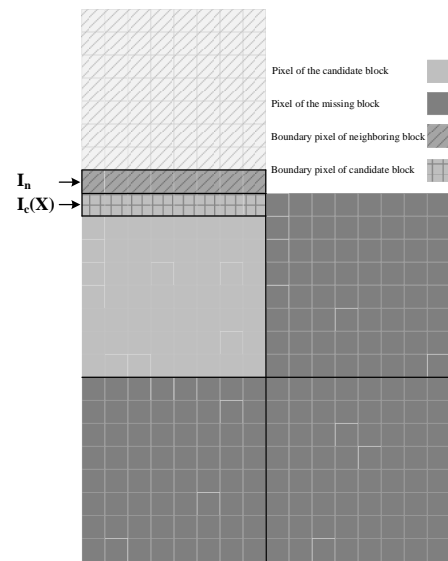 Pixel of the candidate block
Pixel of the missing block
Boundary pixel of neighboring block
Boundary pixel of candidate block
In
Ic(X)